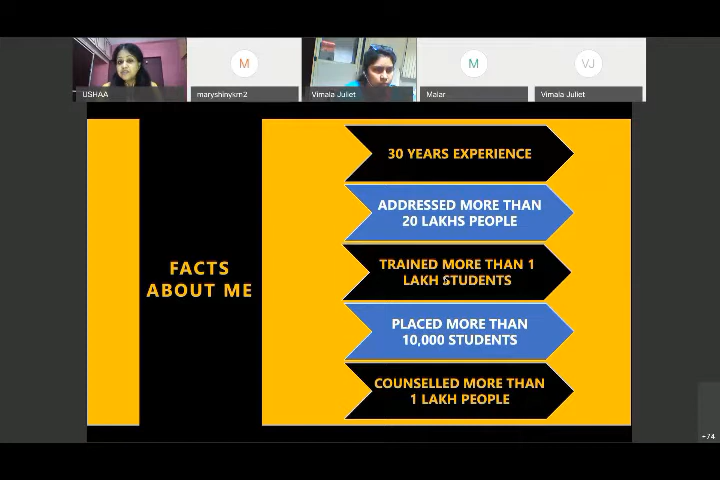 M
M
VJ
USHAA
maryshinykm2
Vimala Juliet
Malar
Vimala Juliet
FACTS
ABOUT ME
30 YEARS EXPERIENCE
ADDRESSED MORE THAN
20 LAKHS PEOPLE
TRAINED MORE THAN 1
LAKH STUDENTS
PLACED MORE THAN
10,000 STUDENTS
COUNSELLED MORE THAN
1 LAKH PEOPLE
+74